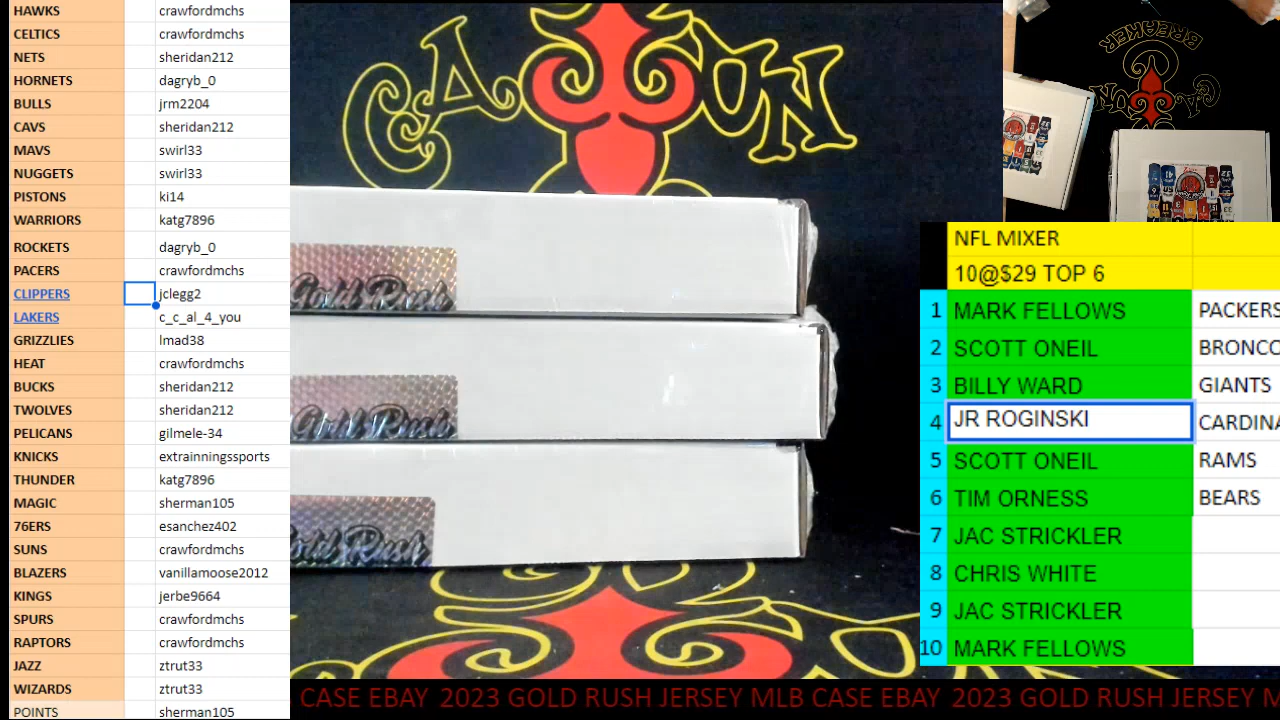 HAWKS crawfordmchs
CELTICS crawfordmchs
NETS sheridan212
HORNETS dagryb_0
BULLS jrm2204
CAVS sheridan212
MAVS swirl33
NUGGETS swirl33
PISTONS ki14
WARRIORS katg7896
ROCKETS dagryb_0
PACERS crawfordmchs
CLIPPERS jclegg2
LAKERS c_c_al_4_you
GRIZZLIES lmad38
HEAT crawfordmchs
BUCKS sheridan212
TWOLVES sheridan212
PELICANS gilmele-34
KNICKS extrainningssports
THUNDER katg7896
MAGIC sherman105
76ERS esanchez402
SUNS crawfordmchs
BLAZERS vanillamoose2012
KINGS jerbe9664
SPURS crawfordmchs
RAPTORS crawfordmchs
JAZZ ztrut33
WIZARDS ztrut33
POINTS sherman105
CAJUN
Gold Rush
Gold Rush
Gold Rush
BREAKER
CAJUN
NFL MIXER
10@$29 TOP 6
1 MARK FELLOWS PACKERS
2 SCOTT ONEIL BRONCO
3 BILLY WARD GIANTS
4 JR ROGINSKI CARDINA
5 SCOTT ONEIL RAMS
6 TIM ORNESS BEARS
7 JAC STRICKLER
8 CHRIS WHITE
9 JAC STRICKLER
10 MARK FELLOWS
CASE EBAY 2023 GOLD RUSH JERSEY MLB CASE EBAY 2023 GOLD RUSH JERSEY M